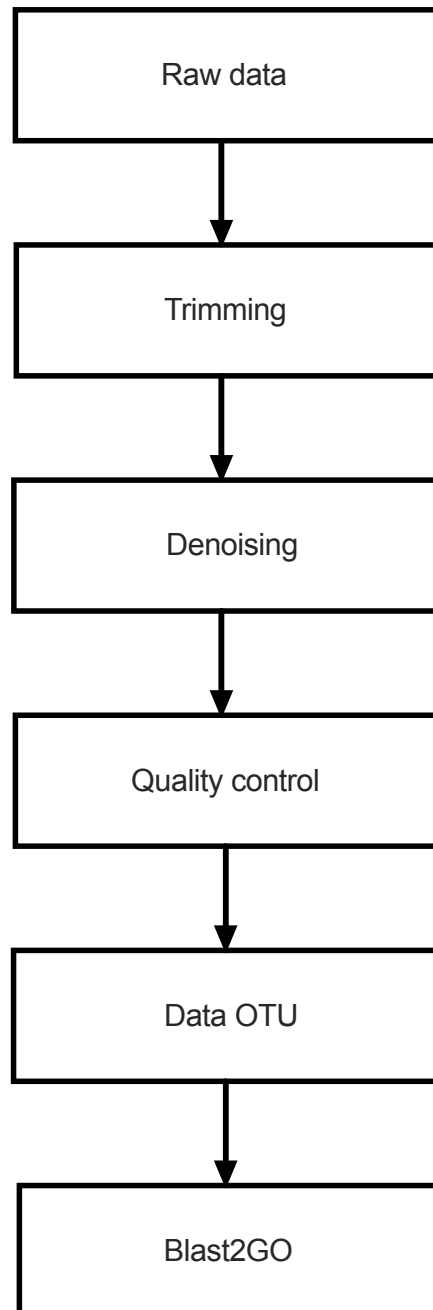 Raw data
Trimming
Denoising
Quality control
Data OTU
Blast2GO